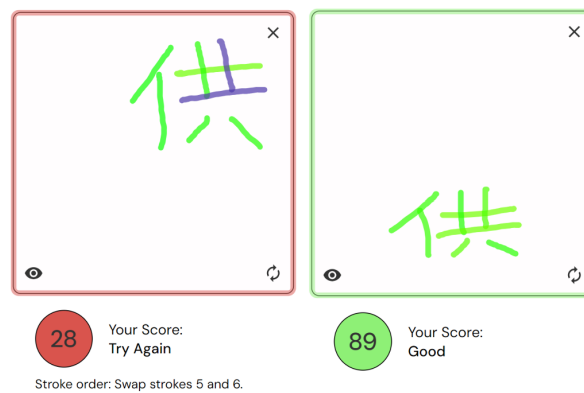 供
28
Your Score:
Try Again
Stroke order: Swap strokes 5 and 6.
供
89
Your Score:
Good